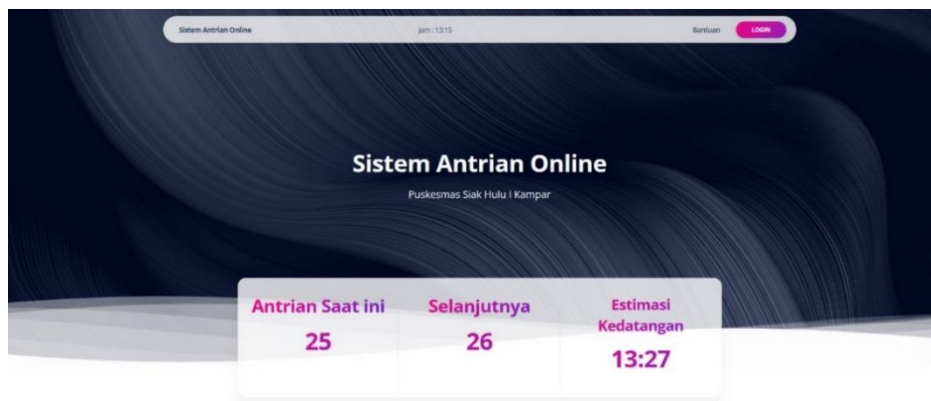 Sistem Antrian Online
Jam : 13:15
Bantuan
LOGIN
Sistem Antrian Online
Puskesmas Siak Hulu I Kampar
Antrian Saat ini
25
Selanjutnya
26
Estimasi
Kedatangan
13:27